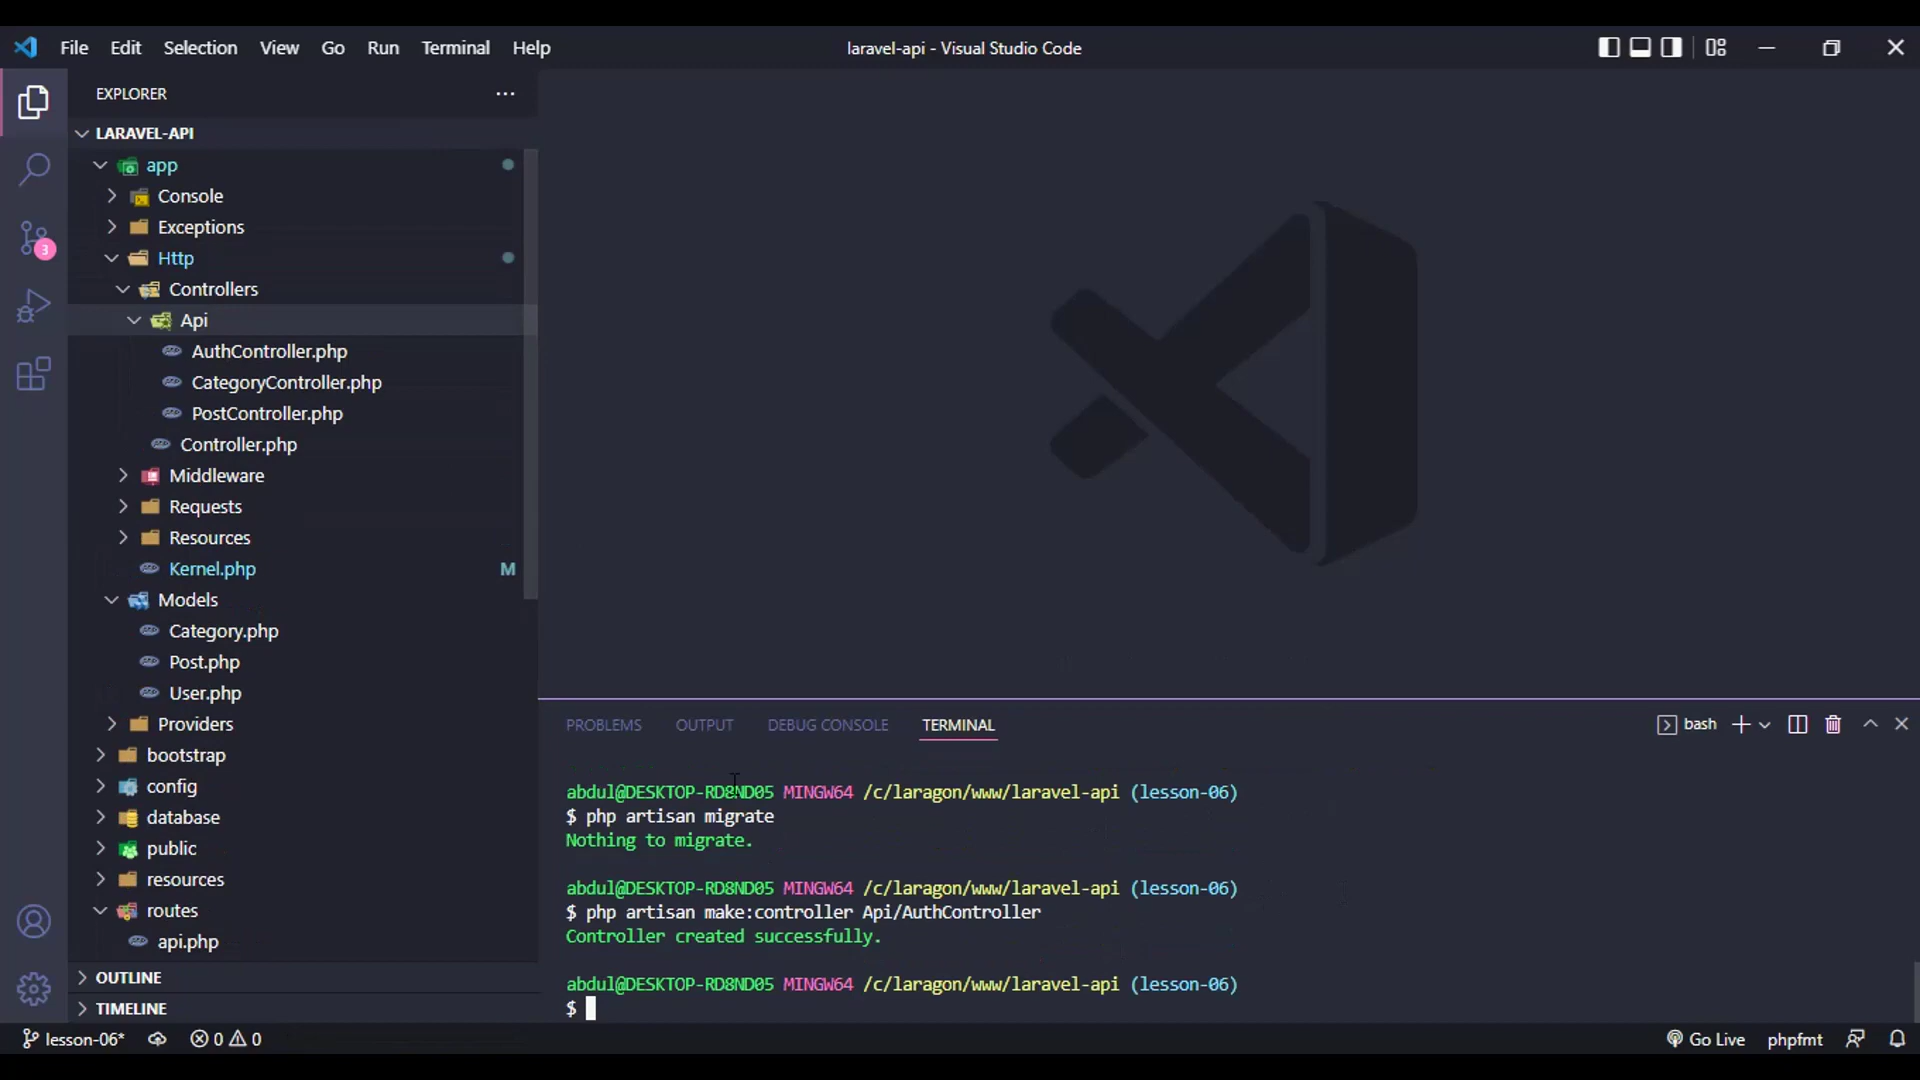 File Edit Selection View Go Run Terminal Help
laravel-api - Visual Studio Code
EXPLORER
LARAVEL-API
app
Console
Exceptions
Http
Controllers
Api
AuthController.php
CategoryController.php
PostController.php
Controller.php
Middleware
Requests
Resources
Kernel.php M
Models
Category.php
Post.php
User.php
Providers
bootstrap
config
database
public
resources
routes
api.php
OUTLINE
TIMELINE
3
PROBLEMS OUTPUT DEBUG CONSOLE TERMINAL
bash
abdul@DESKTOP-RD8ND05 MINGW64 /c/laragon/www/laravel-api (lesson-06)
$ php artisan migrate
Nothing to migrate.
abdul@DESKTOP-RD8ND05 MINGW64 /c/laragon/www/laravel-api (lesson-06)
$ php artisan make:controller Api/AuthController
Controller created successfully.
abdul@DESKTOP-RD8ND05 MINGW64 /c/laragon/www/laravel-api (lesson-06)
$
lesson-06* 0 0
Go Live phpfmt